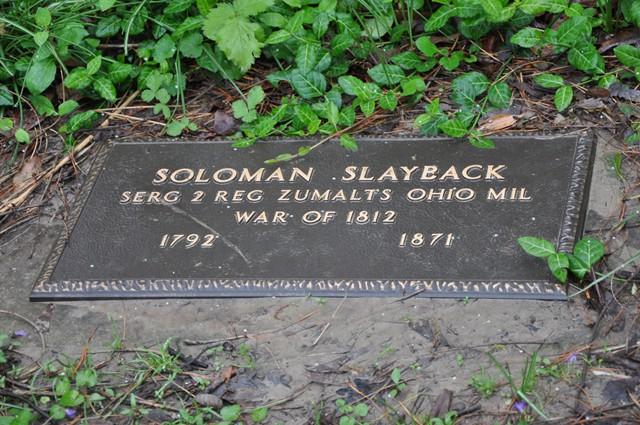 SOLOMAN SLAYBACK
SERG 2 REG ZUMALTS OHIO MIL
WAR OF 1812
1792 1871